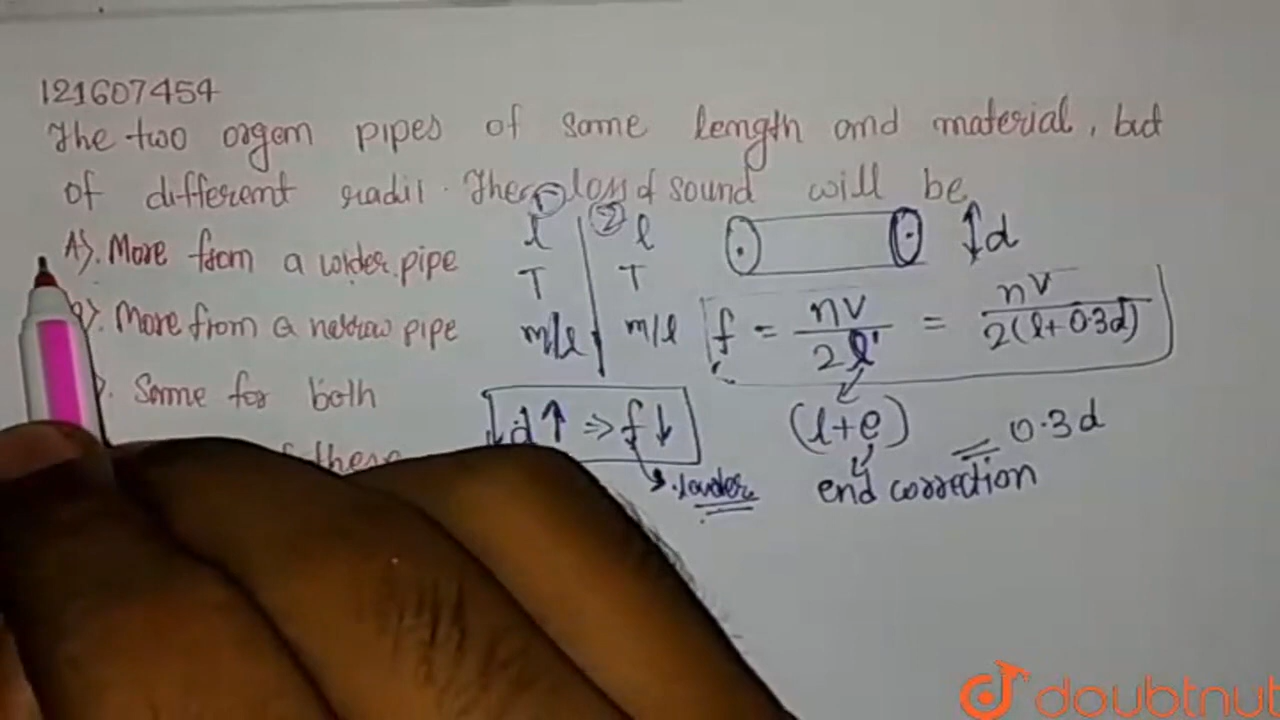 121607454
The two organ pipes of same length and material, but
of different radii. The loss of sound will be
A). More from a wider pipe
B). More from a narrow pipe
Same for both
these
① ②
l l
T T
m/l m/l
d
f = nV / 2l' = nV / 2(l+0.3d)
(l+e) 0.3d
end correction
d↑ ⇒ f↓
louder
doubtnut